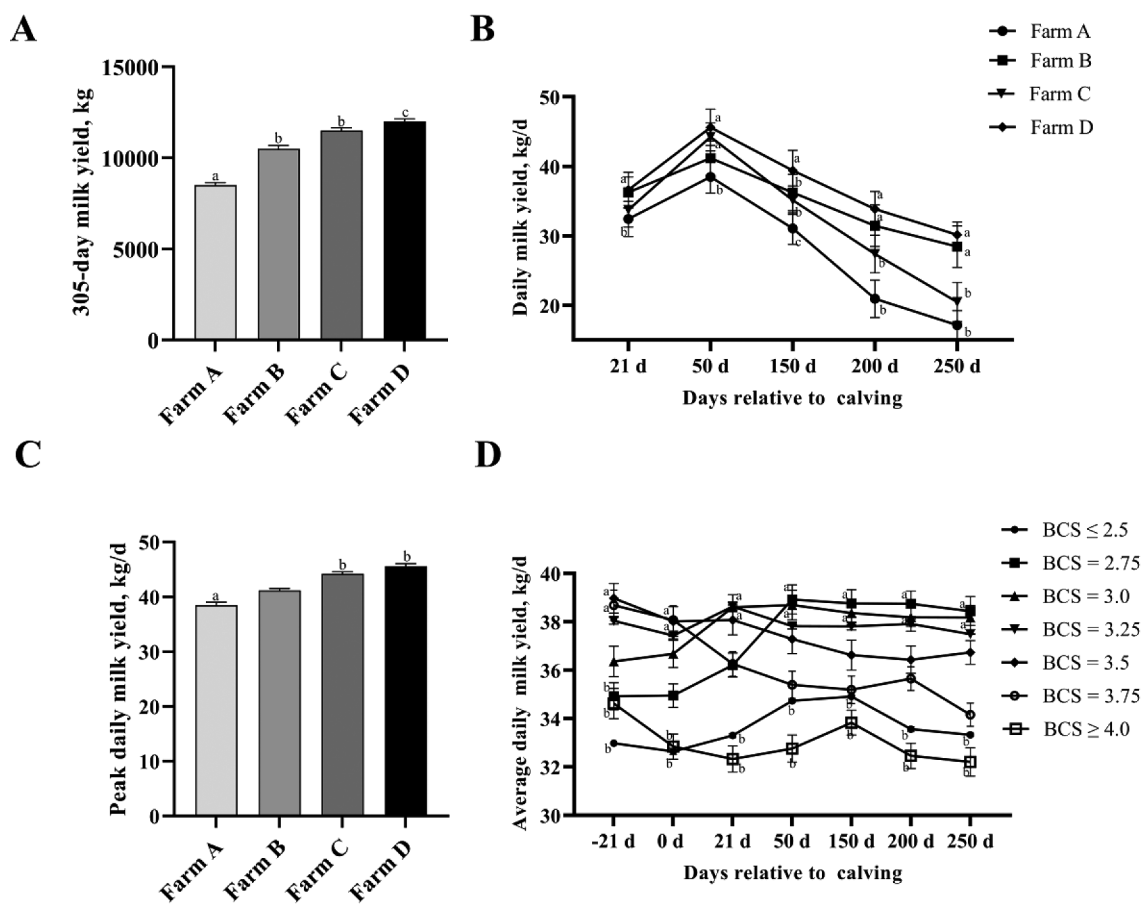 A
305-day milk yield, kg
15000
10000
5000
0
a
b
b
c
Farm A
Farm B
Farm C
Farm D
B
Farm A
Farm B
Farm C
Farm D
Daily milk yield, kg/d
50
40
30
20
a
b
a
a
b
a
b
b
c
a
a
b
b
a
a
b
b
21 d
50 d
150 d
200 d
250 d
Days relative to calving
C
Peak daily milk yield, kg/d
50
40
30
20
10
0
a
b
b
Farm A
Farm B
Farm C
Farm D
D
BCS ≤ 2.5
BCS = 2.75
BCS = 3.0
BCS = 3.25
BCS = 3.5
BCS = 3.75
BCS ≥ 4.0
Average daily milk yield, kg/d
40
38
36
34
32
30
a
a
b
b
b
a
a
b
b
a
a
b
b
a
a
b
b
a
a
b
b
a
a
b
b
a
a
b
b
-21 d
0 d
21 d
50 d
150 d
200 d
250 d
Days relative to calving